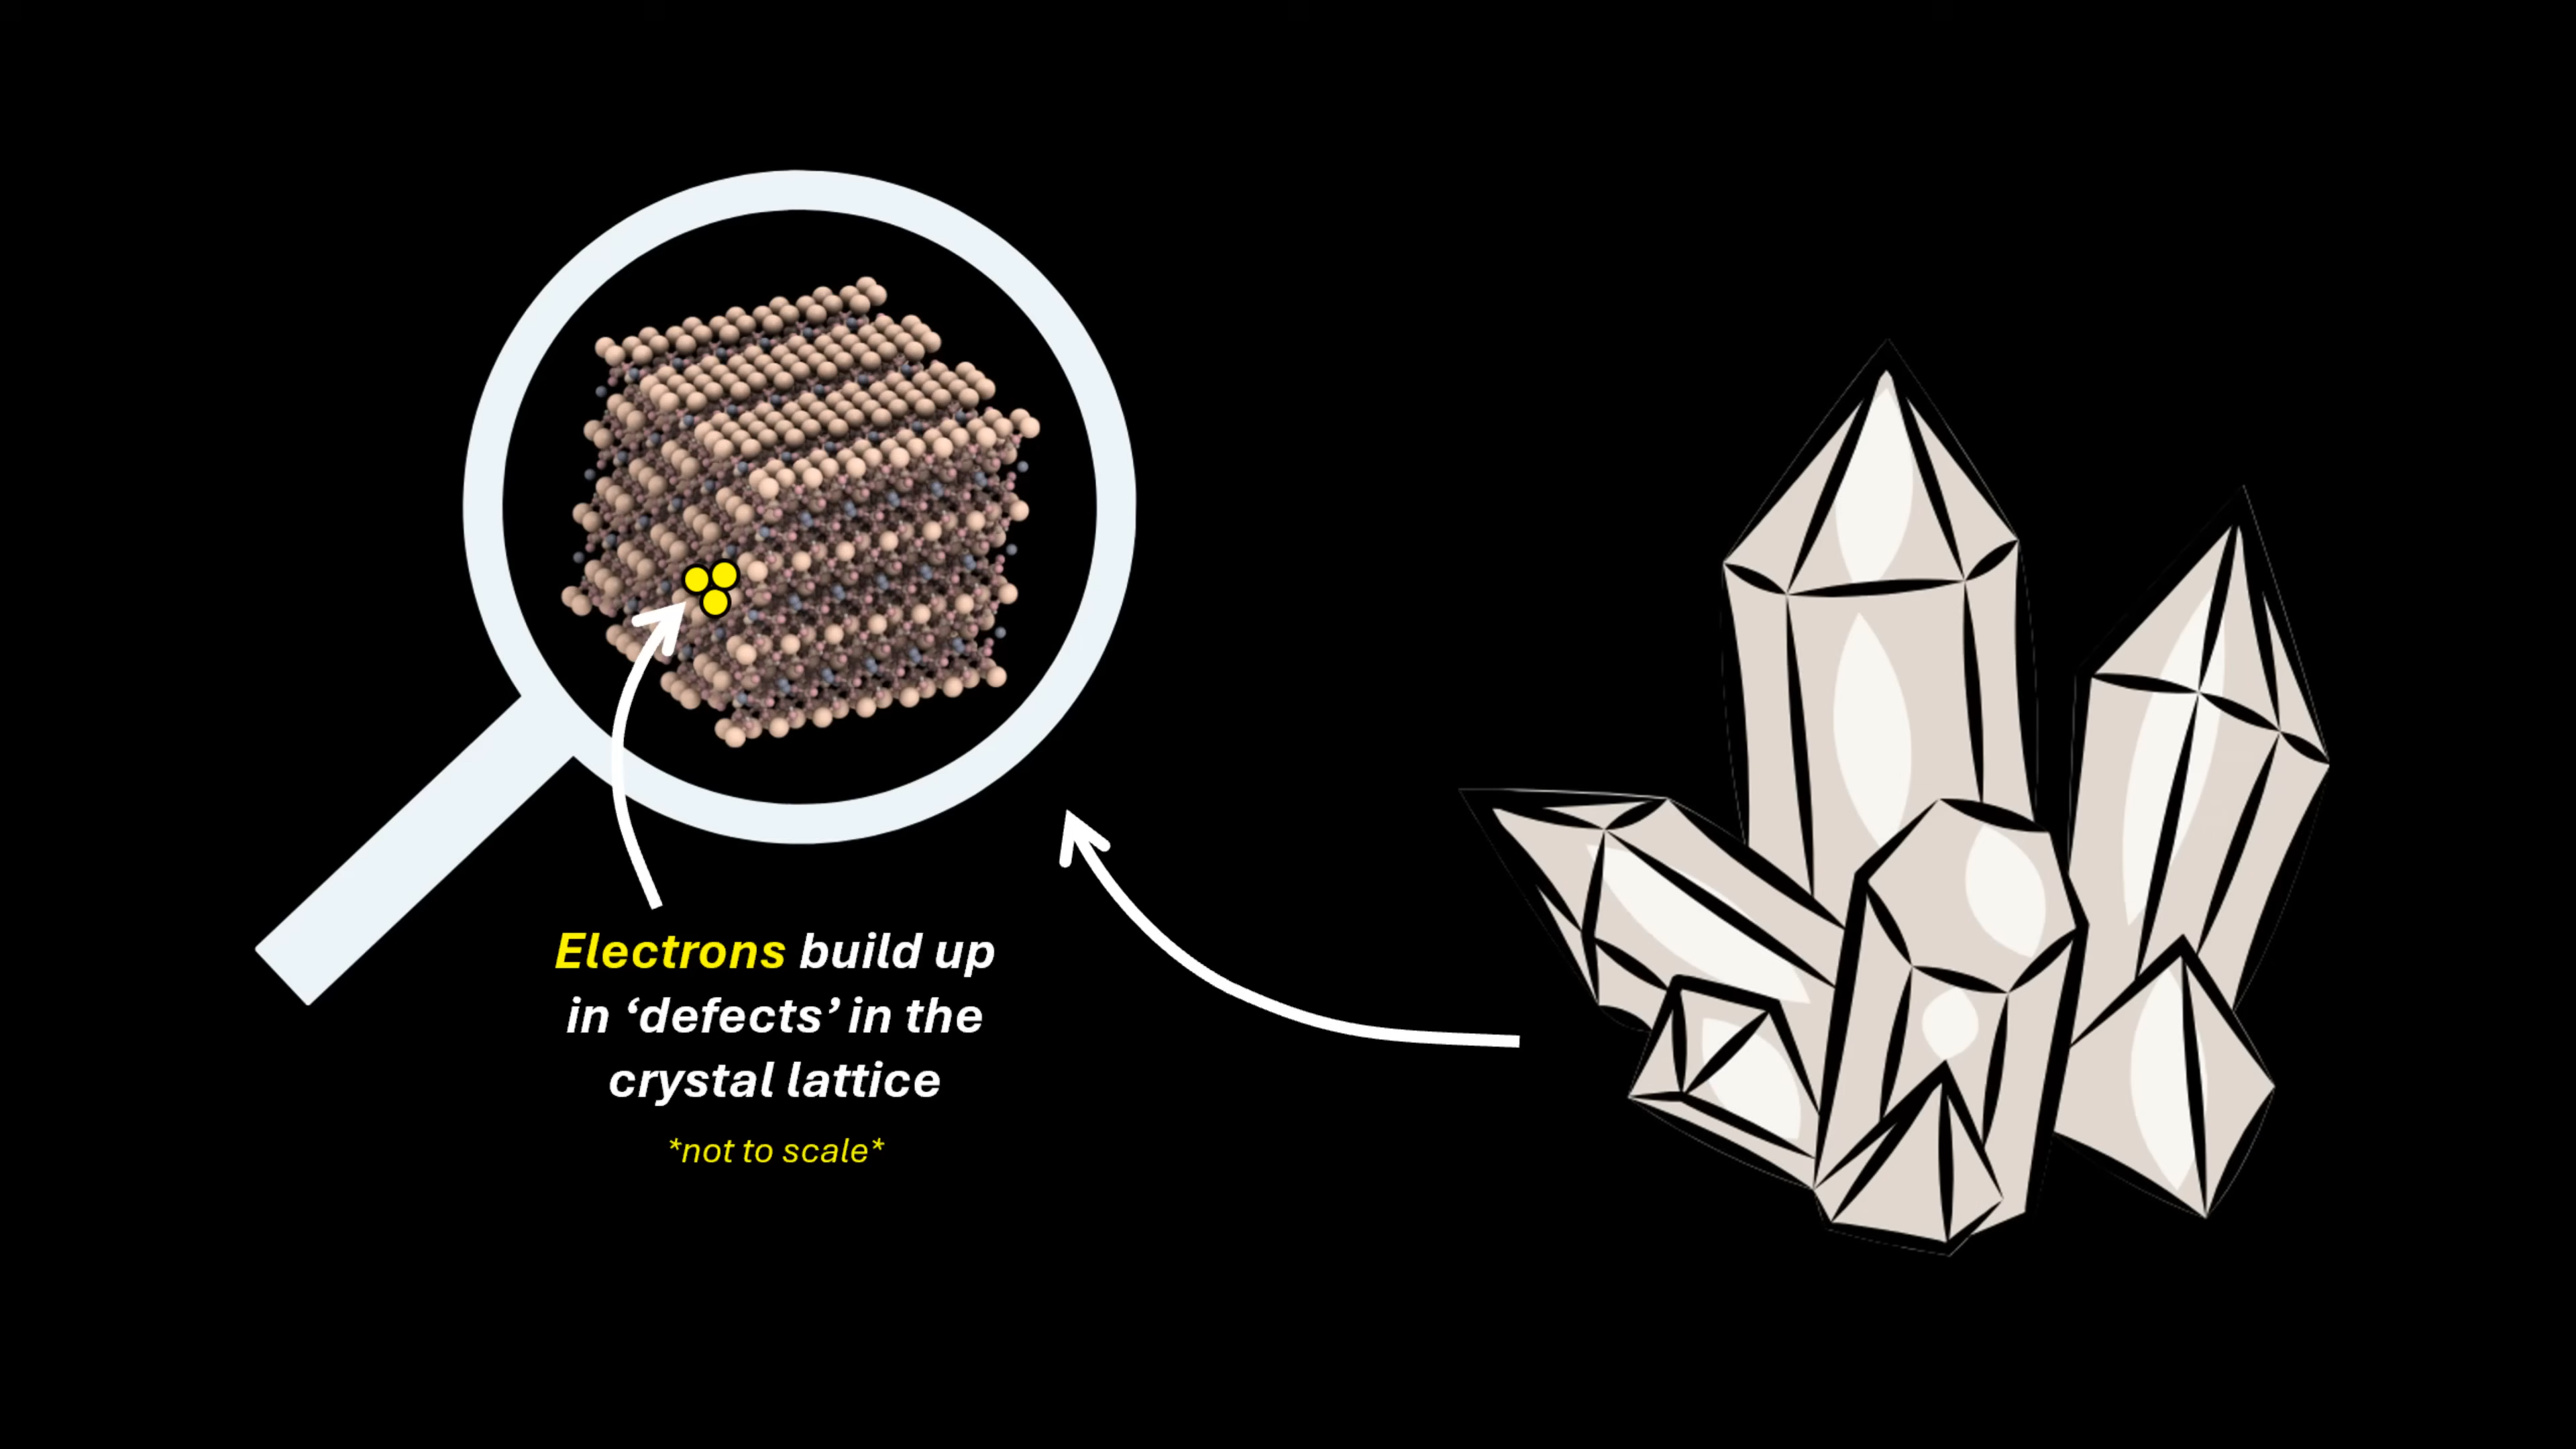 Electrons build up
in ‘defects’ in the
crystal lattice
*not to scale*